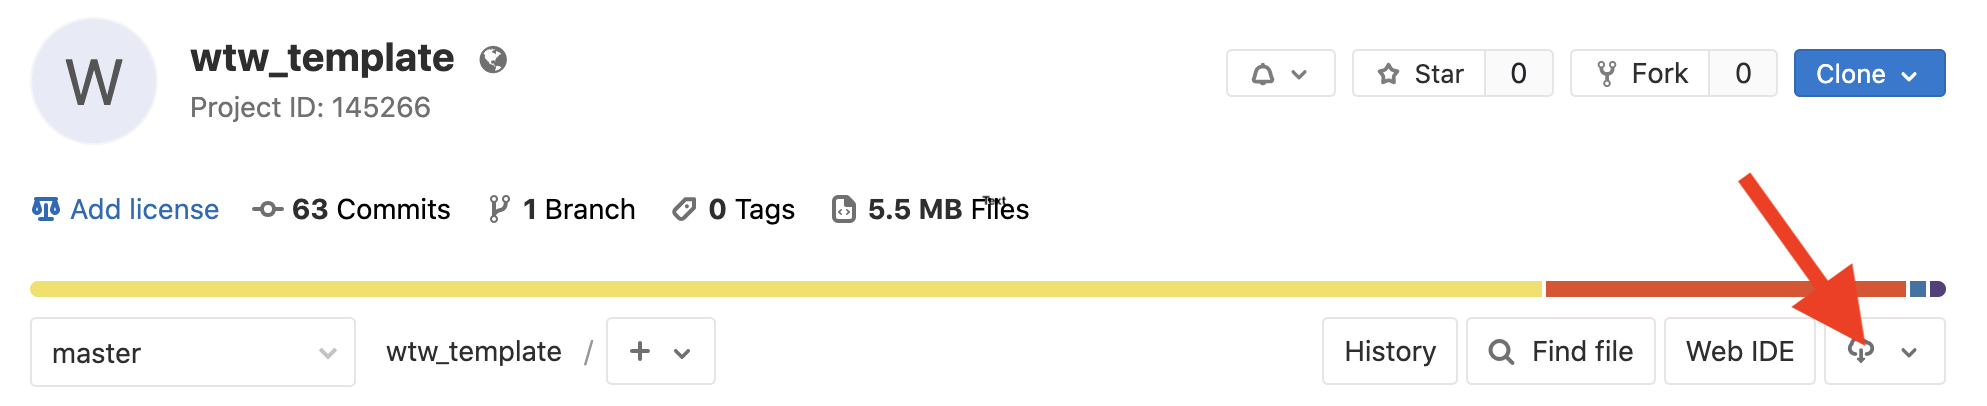 W
wtw_template
Project ID: 145266
Star 0
Fork 0
Clone
Add license
63 Commits
1 Branch
0 Tags
5.5 MB Files
Text
master
wtw_template / +
History
Find file
Web IDE